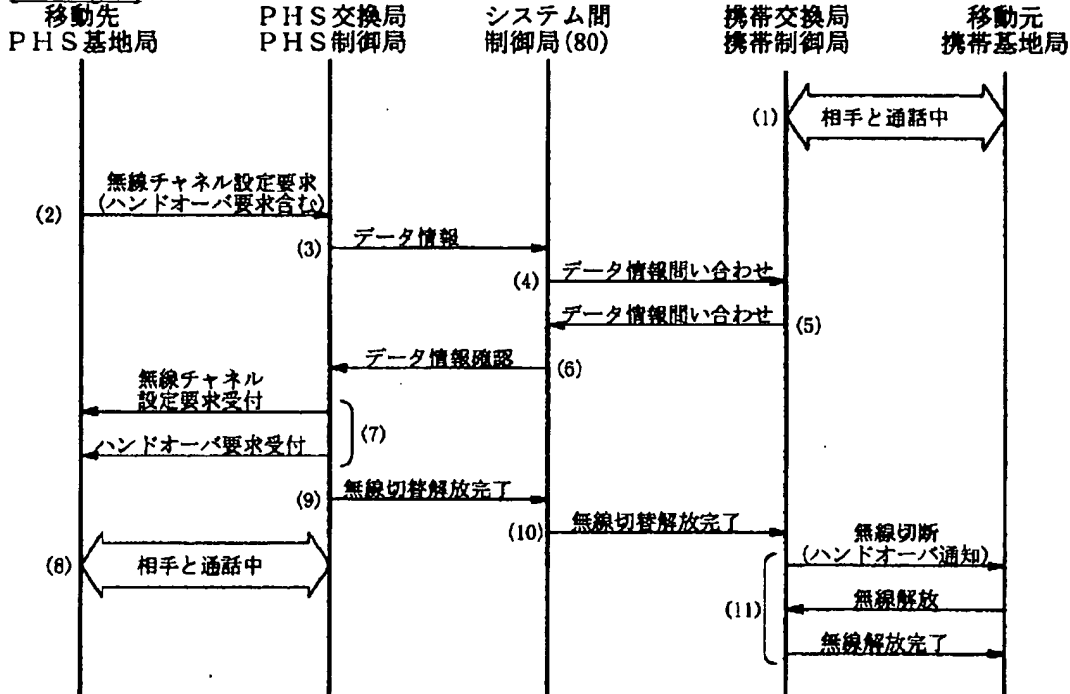 移動先
PHS基地局
PHS交換局
PHS制御局
システム間
制御局(80)
携帯交換局
携帯制御局
移動元
携帯基地局
(1)
相手と通話中
無線チャネル設定要求
(ハンドオーバ要求含む)
(2)
(3)
データ情報
(4)
データ情報問い合わせ
データ情報問い合わせ
(5)
データ情報確認
(6)
無線チャネル
設定要求受付
(7)
ハンドオーバ要求受付
(9)
無線切替解放完了
(10)
無線切替解放完了
無線切断
(ハンドオーバ通知)
(8)
相手と通話中
(11)
無線解放
無線解放完了